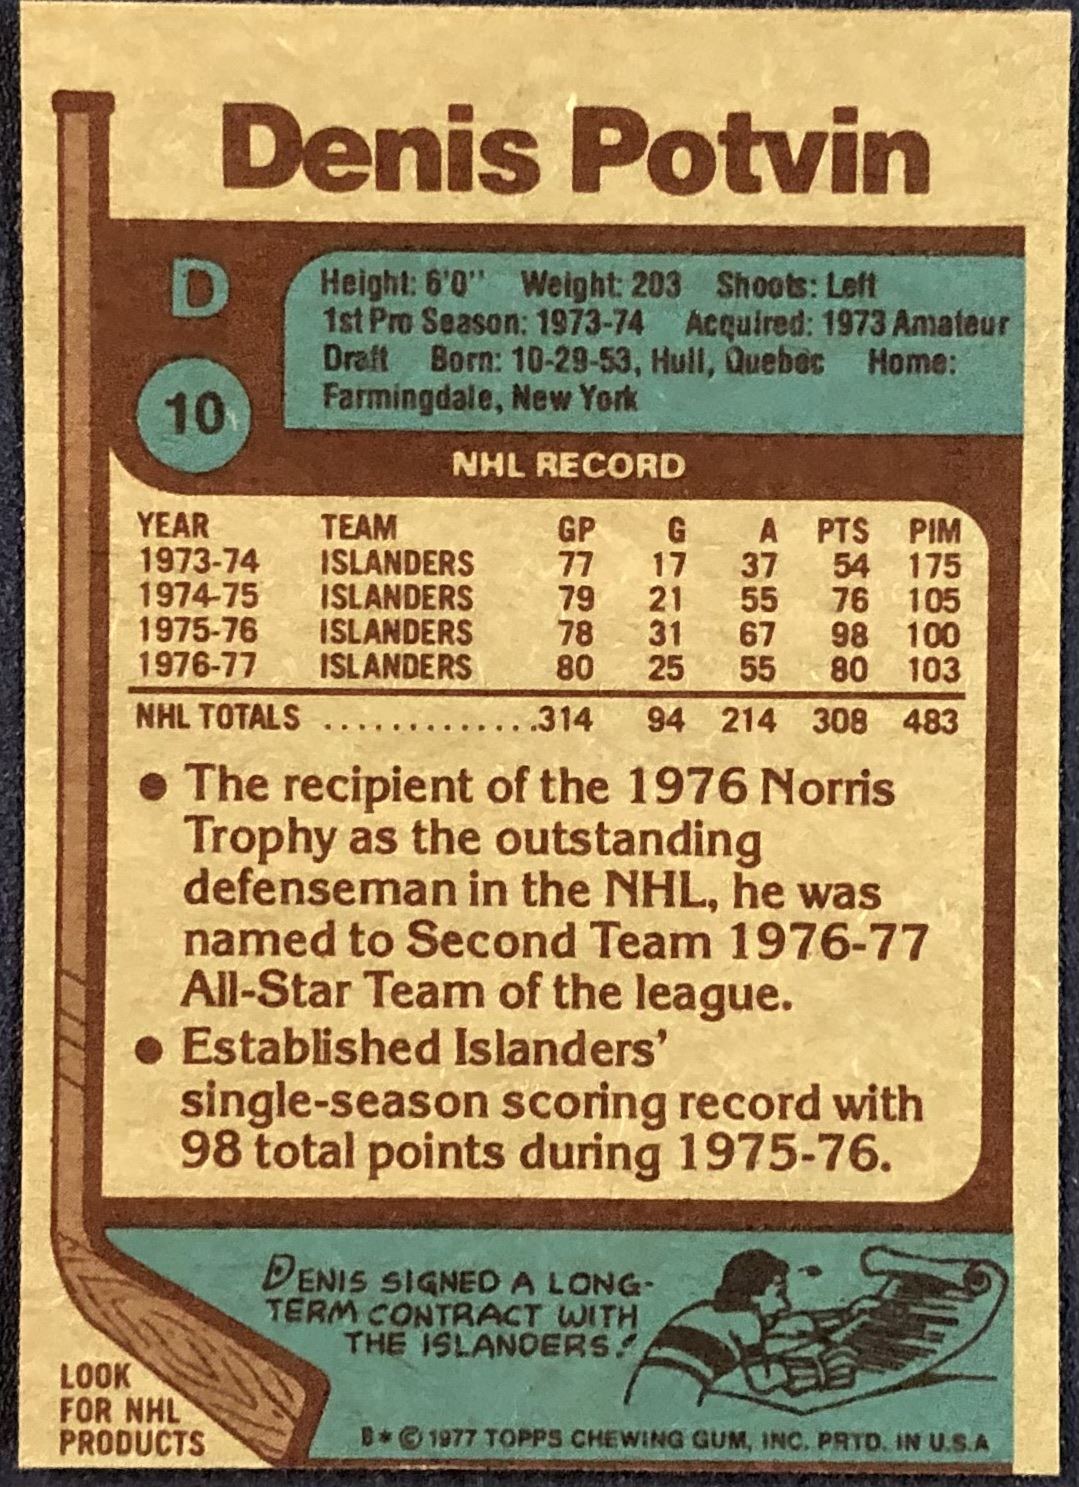 Denis Potvin
D
10
Height: 6'0" Weight: 203 Shoots: Left
1st Pro Season: 1973-74 Acquired: 1973 Amateur
Draft Born: 10-29-53, Hull, Quebec Home:
Farmingdale, New York
NHL RECORD
YEAR TEAM GP G A PTS PIM
1973-74 ISLANDERS 77 17 37 54 175
1974-75 ISLANDERS 79 21 55 76 105
1975-76 ISLANDERS 78 31 67 98 100
1976-77 ISLANDERS 80 25 55 80 103
NHL TOTALS .............314 94 214 308 483
● The recipient of the 1976 Norris
Trophy as the outstanding
defenseman in the NHL, he was
named to Second Team 1976-77
All-Star Team of the league.
● Established Islanders'
single-season scoring record with
98 total points during 1975-76.
DENIS SIGNED A LONG-
TERM CONTRACT WITH
THE ISLANDERS!
LOOK
FOR NHL
PRODUCTS
B* © 1977 TOPPS CHEWING GUM, INC. PRTD. IN U.S.A